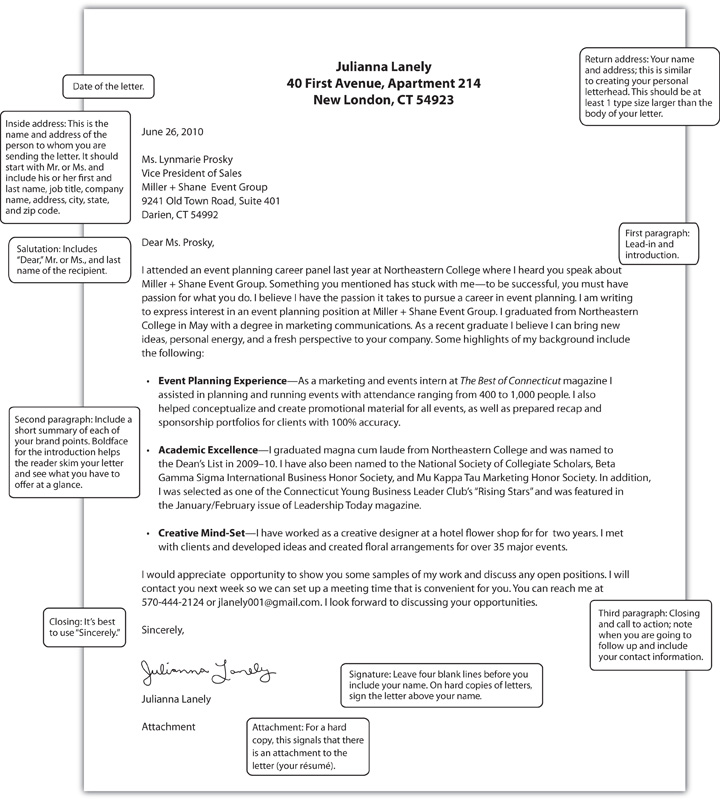 Julianna Lanely
40 First Avenue, Apartment 214
New London, CT 54923
Return address: Your name
and address; this is similar
to creating your personal
letterhead. This should be at
least 1 type size larger than the
body of your letter.
Date of the letter.
June 26, 2010
Inside address: This is the
name and address of the
person to whom you are
sending the letter. It should
start with Mr. or Ms. and
include his or her first and
last name, job title, company
name, address, city, state,
and zip code.
Ms. Lynmarie Prosky
Vice President of Sales
Miller + Shane Event Group
9241 Old Town Road, Suite 401
Darien, CT 54992
Salutation: Includes
“Dear,” Mr. or Ms., and last
name of the recipient.
Dear Ms. Prosky,
First paragraph:
Lead-in and
introduction.
I attended an event planning career panel last year at Northeastern College where I heard you speak about
Miller + Shane Event Group. Something you mentioned has stuck with me—to be successful, you must have
passion for what you do. I believe I have the passion it takes to pursue a career in event planning. I am writing
to express interest in an event planning position at Miller + Shane Event Group. I graduated from Northeastern
College in May with a degree in marketing communications. As a recent graduate I believe I can bring new
ideas, personal energy, and a fresh perspective to your company. Some highlights of my background include
the following:
Second paragraph: Include a
short summary of each of
your brand points. Boldface
for the introduction helps
the reader skim your letter
and see what you have to
offer at a glance.
• Event Planning Experience—As a marketing and events intern at The Best of Connecticut magazine I
assisted in planning and running events with attendance ranging from 400 to 1,000 people. I also
helped conceptualize and create promotional material for all events, as well as prepared recap and
sponsorship portfolios for clients with 100% accuracy.
• Academic Excellence—I graduated magna cum laude from Northeastern College and was named to
the Dean’s List in 2009–10. I have also been named to the National Society of Collegiate Scholars, Beta
Gamma Sigma International Business Honor Society, and Mu Kappa Tau Marketing Honor Society. In addition,
I was selected as one of the Connecticut Young Business Leader Club’s “Rising Stars” and was featured in
the January/February issue of Leadership Today magazine.
• Creative Mind-Set—I have worked as a creative designer at a hotel flower shop for for two years. I met
with clients and developed ideas and created floral arrangements for over 35 major events.
I would appreciate opportunity to show you some samples of my work and discuss any open positions. I will
contact you next week so we can set up a meeting time that is convenient for you. You can reach me at
570-444-2124 or jlanely001@gmail.com. I look forward to discussing your opportunities.
Third paragraph: Closing
and call to action; note
when you are going to
follow up and include
your contact information.
Closing: It’s best
to use “Sincerely.”
Sincerely,
Julianna Lanely
Signature: Leave four blank lines before you
include your name. On hard copies of letters,
sign the letter above your name.
Julianna Lanely
Attachment
Attachment: For a hard
copy, this signals that there
is an attachment to the
letter (your résumé).